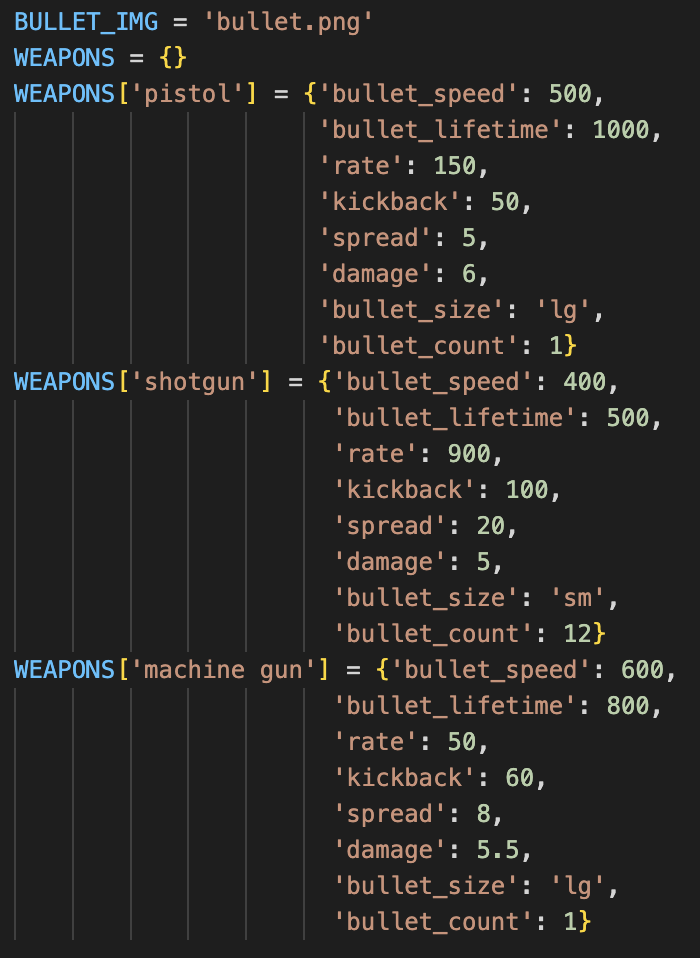 BULLET_IMG = 'bullet.png'
WEAPONS = {}
WEAPONS['pistol'] = {'bullet_speed': 500,
                     'bullet_lifetime': 1000,
                     'rate': 150,
                     'kickback': 50,
                     'spread': 5,
                     'damage': 6,
                     'bullet_size': 'lg',
                     'bullet_count': 1}
WEAPONS['shotgun'] = {'bullet_speed': 400,
                      'bullet_lifetime': 500,
                      'rate': 900,
                      'kickback': 100,
                      'spread': 20,
                      'damage': 5,
                      'bullet_size': 'sm',
                      'bullet_count': 12}
WEAPONS['machine gun'] = {'bullet_speed': 600,
                      'bullet_lifetime': 800,
                      'rate': 50,
                      'kickback': 60,
                      'spread': 8,
                      'damage': 5.5,
                      'bullet_size': 'lg',
                      'bullet_count': 1}